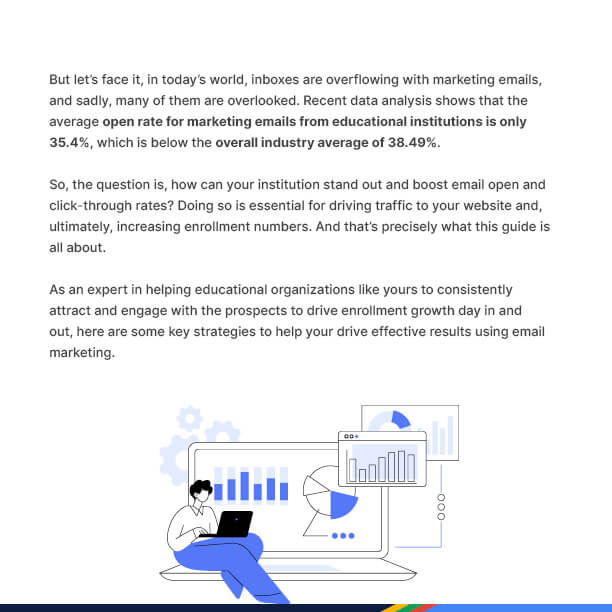 But let’s face it, in today’s world, inboxes are overflowing with marketing emails,
and sadly, many of them are overlooked. Recent data analysis shows that the
average open rate for marketing emails from educational institutions is only
35.4%, which is below the overall industry average of 38.49%.
So, the question is, how can your institution stand out and boost email open and
click-through rates? Doing so is essential for driving traffic to your website and,
ultimately, increasing enrollment numbers. And that’s precisely what this guide is
all about.
As an expert in helping educational organizations like yours to consistently
attract and engage with the prospects to drive enrollment growth day in and
out, here are some key strategies to help your drive effective results using email
marketing.